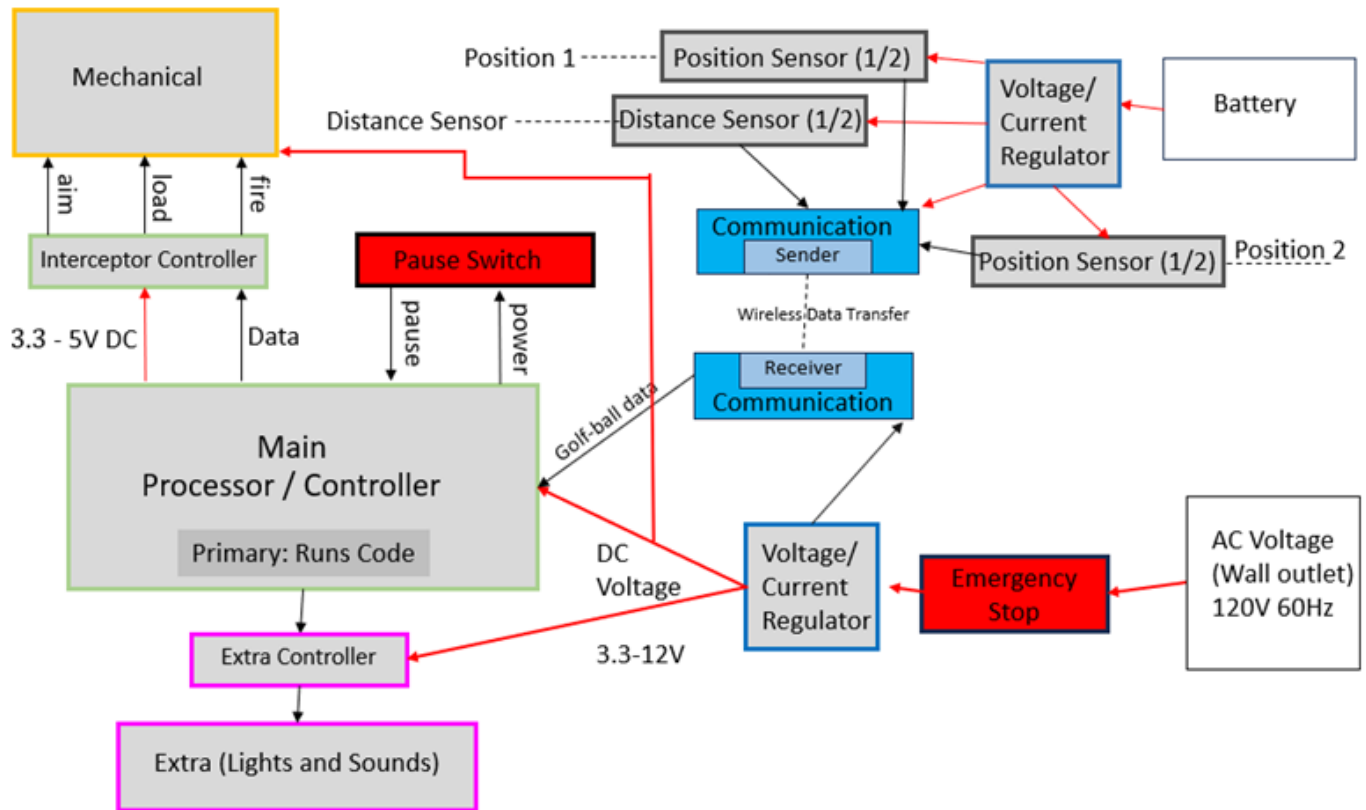 Mechanical
Position 1
Position Sensor (1/2)
Voltage/
Current
Regulator
Battery
Distance Sensor
Distance Sensor (1/2)
aim
load
fire
Communication
Sender
Position Sensor (1/2)
Position 2
Interceptor Controller
Pause Switch
3.3 - 5V DC
Data
pause
power
Wireless Data Transfer
Receiver
Communication
Golf-ball data
Main
Processor / Controller
Primary: Runs Code
DC
Voltage
3.3-12V
Voltage/
Current
Regulator
Emergency
Stop
AC Voltage
(Wall outlet)
120V 60Hz
Extra Controller
Extra (Lights and Sounds)